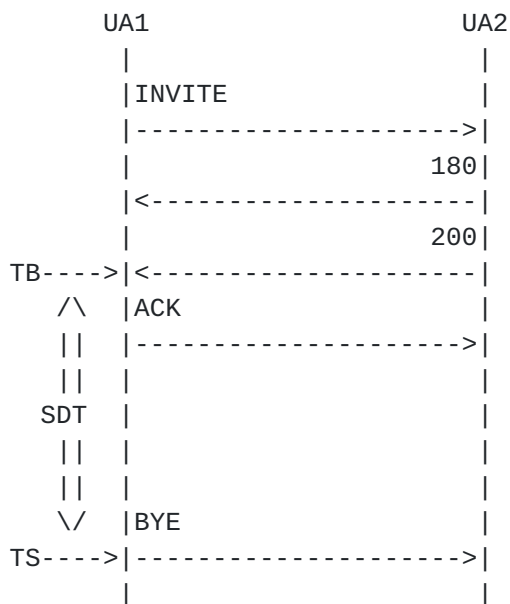 UA1                 UA2
|                     |
|INVITE               |
|-------------------->|
|                  180|
|<--------------------|
|                  200|
TB---->|<--------------------|
/\  |ACK                  |
||  |-------------------->|
||  |                     |
SDT  |                     |
||  |                     |
||  |                     |
\/  |BYE                  |
TS---->|-------------------->|
|                     |